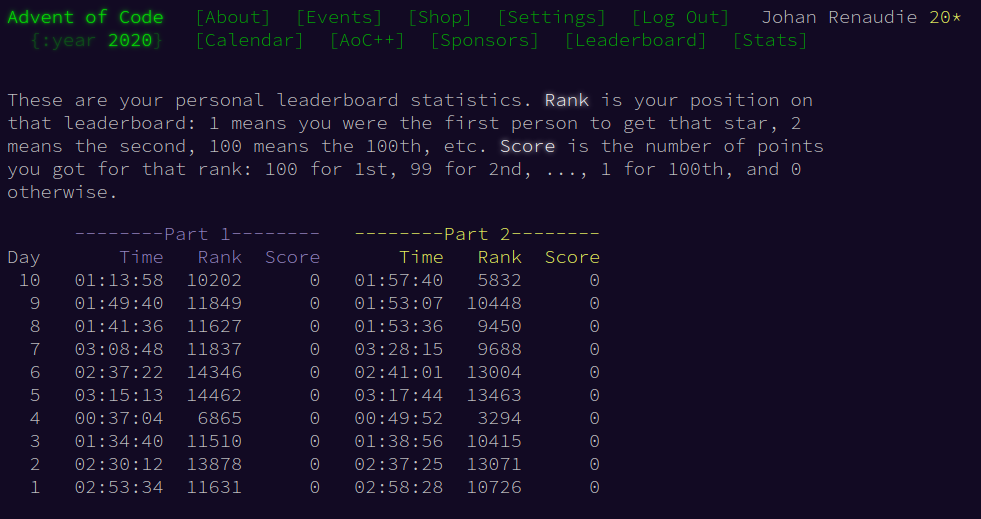 Advent of Code [About] [Events] [Shop] [Settings] [Log Out] Johan Renaudie 20*
{:year 2020} [Calendar] [AoC++] [Sponsors] [Leaderboard] [Stats]
These are your personal leaderboard statistics. Rank is your position on
that leaderboard: 1 means you were the first person to get that star, 2
means the second, 100 means the 100th, etc. Score is the number of points
you got for that rank: 100 for 1st, 99 for 2nd, ..., 1 for 100th, and 0
otherwise.
--------Part 1-------- --------Part 2--------
Day Time Rank Score Time Rank Score
10 01:13:58 10202 0 01:57:40 5832 0
9 01:49:40 11849 0 01:53:07 10448 0
8 01:41:36 11627 0 01:53:36 9450 0
7 03:08:48 11837 0 03:28:15 9688 0
6 02:37:22 14346 0 02:41:01 13004 0
5 03:15:13 14462 0 03:17:44 13463 0
4 00:37:04 6865 0 00:49:52 3294 0
3 01:34:40 11510 0 01:38:56 10415 0
2 02:30:12 13878 0 02:37:25 13071 0
1 02:53:34 11631 0 02:58:28 10726 0